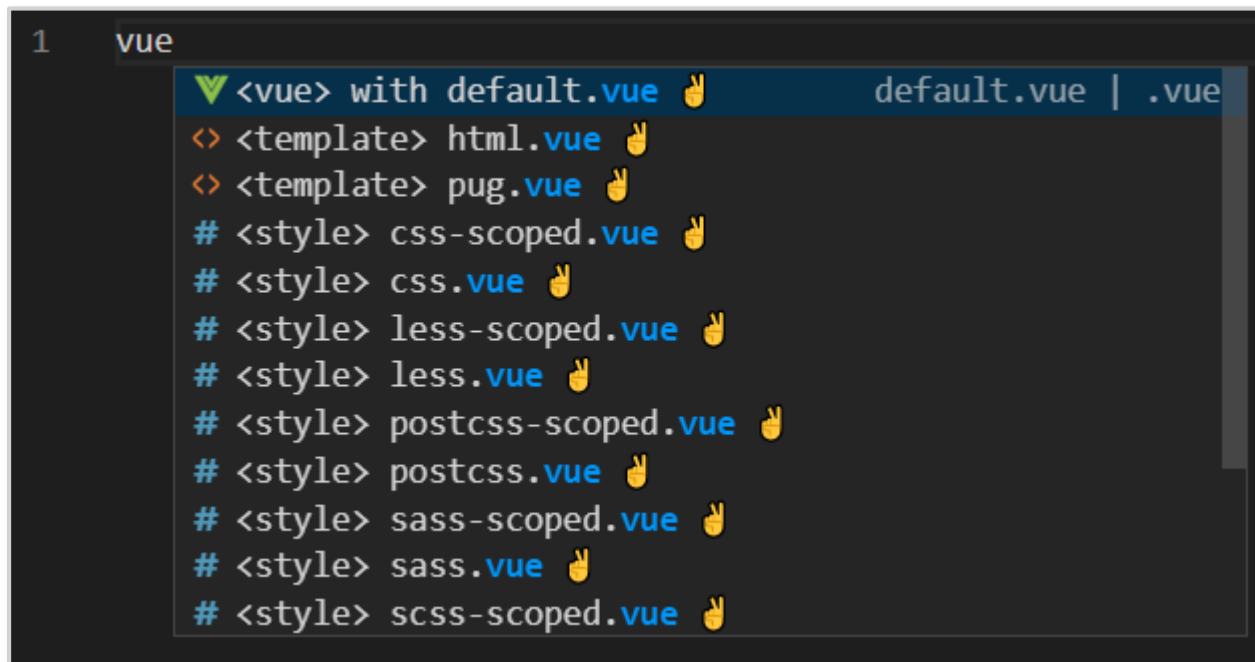 1 vue
<vue> with default.vue ✌ default.vue | .vue
<template> html.vue ✌
<template> pug.vue ✌
# <style> css-scoped.vue ✌
# <style> css.vue ✌
# <style> less-scoped.vue ✌
# <style> less.vue ✌
# <style> postcss-scoped.vue ✌
# <style> postcss.vue ✌
# <style> sass-scoped.vue ✌
# <style> sass.vue ✌
# <style> scss-scoped.vue ✌